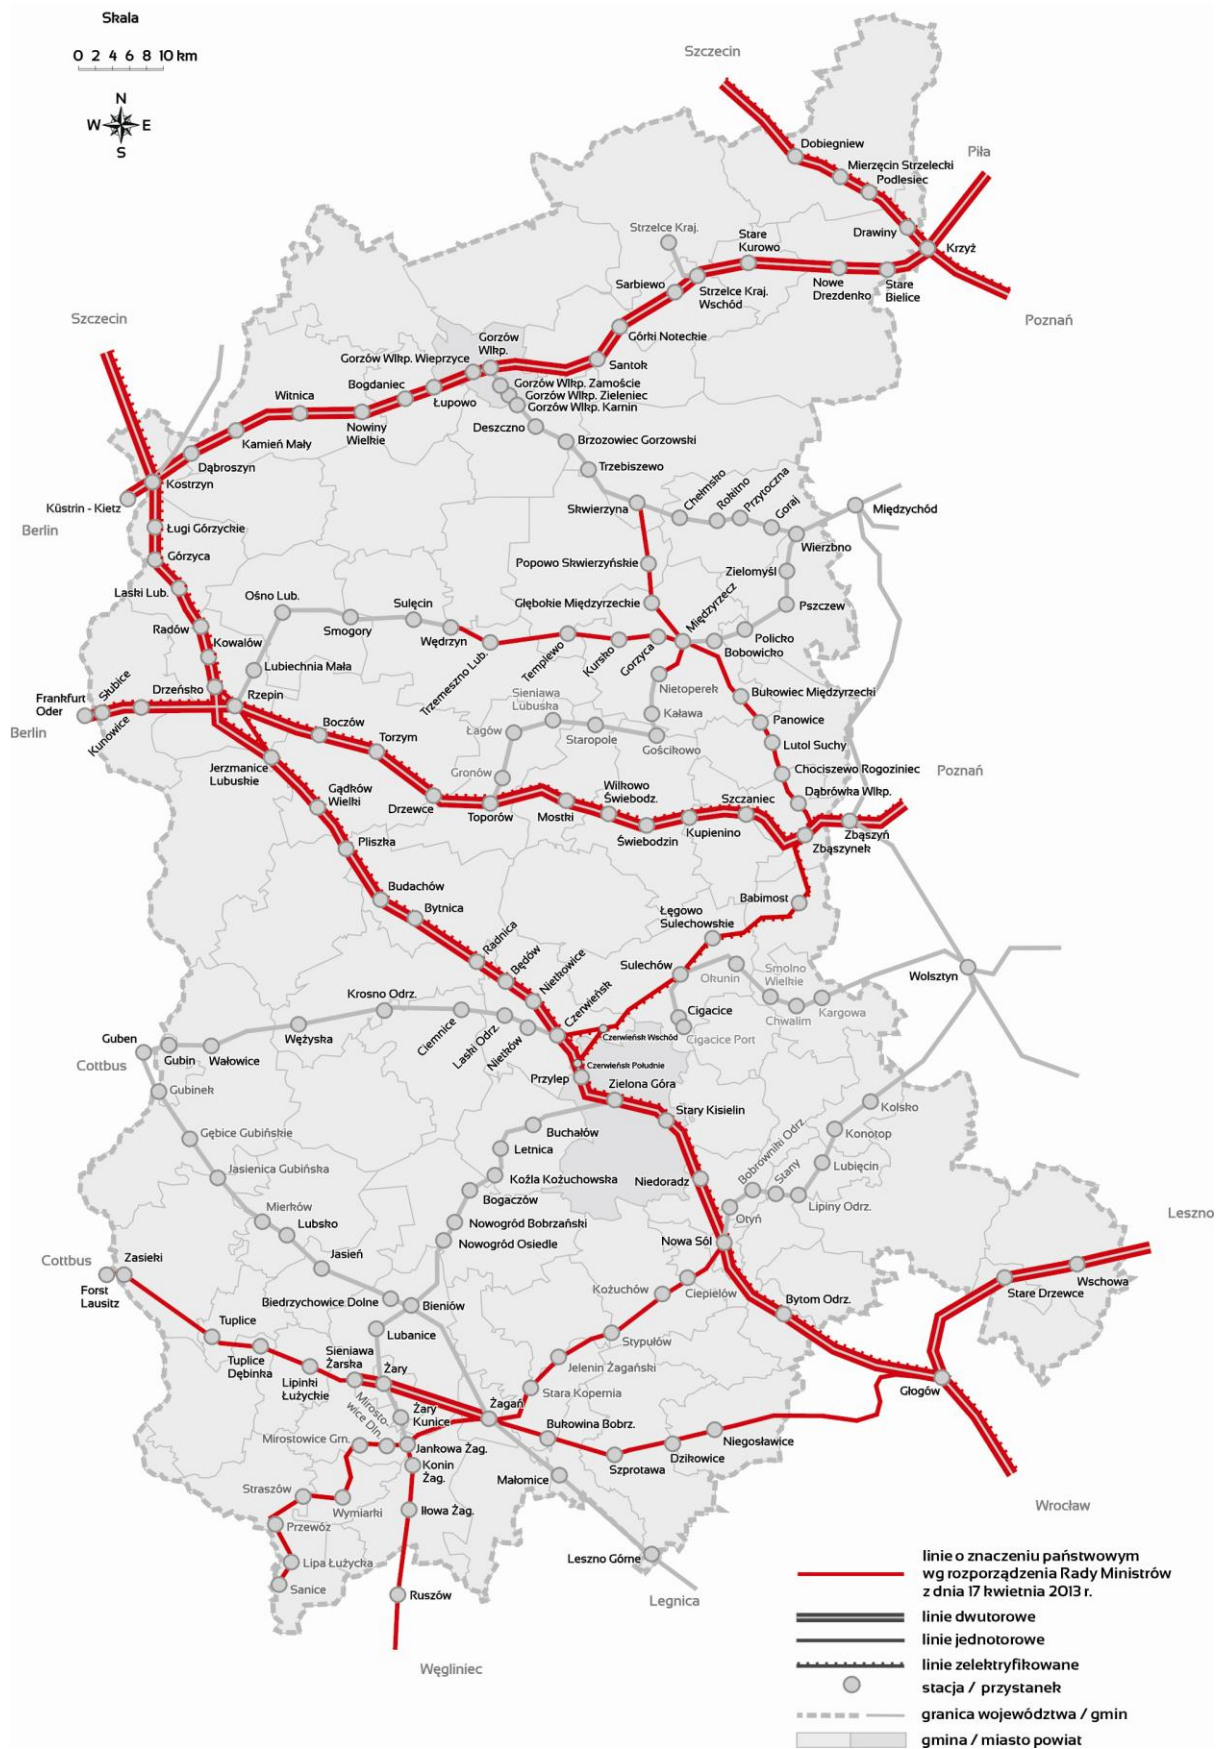 Skala
0 2 4 6 8 10 km
N
W E
S
Szczecin
Dobiegniew
Mierzęcin Strzelecki
Podlesiec
Piła
Drawiny
Krzyż
Strzelce Kraj.
Stare
Kurowo
Sarbiewo
Strzelce Kraj.
Wschód
Nowe
Drezdenko
Stare
Bielice
Poznań
Szczecin
Górki Noteckie
Gorzów
Wlkp.
Gorzów Wlkp. Wieprzyce
Santok
Bogdaniec
Gorzów Wlkp. Zamoście
Gorzów Wlkp. Zieleniec
Gorzów Wlkp. Karnin
Witnica
Łupowo
Nowiny
Wielkie
Deszczno
Kamień Mały
Brzozowiec Gorzowski
Dąbroszyn
Trzebiszewo
Kostrzyn
Küstrin - Kietz
Skwierzyna
Chełmsko
Rokitno
Przytoczna
Goraj
Międzychód
Berlin
Ługi Górzyckie
Wierzbno
Górzyca
Popowo Skwierzyńskie
Zielomyśl
Laski Lub.
Ośno Lub.
Sulęcin
Głębokie Międzyrzeckie
Międzyrzecz
Pszczew
Radów
Smogory
Wędrzyn
Policko
Kowalów
Trzemeszno Lub.
Templewo
Kursko
Gorzyca
Bobowicko
Lubiechnia Mała
Drzeńsko
Rzepin
Nietoperek
Bukowiec Międzyrzecki
Frankfurt
Oder
Słubice
Kunowice
Berlin
Sieniawa
Lubuska
Kaława
Panowice
Boczów
Łagów
Staropole
Gościkowo
Lutol Suchy
Torzym
Jerzmanice
Lubuskie
Gronów
Chociszewo Rogoziniec
Poznań
Gądków
Wielki
Drzewce
Toporów
Mostki
Wilkowo
Świebodz.
Świebodzin
Kupienino
Szczaniec
Dąbrówka Wlkp.
Zbąszyń
Zbąszynek
Pliszka
Budachów
Babimost
Bytnica
Łęgowo
Sulechowskie
Radnica
Będów
Nietkowice
Sulechów
Okunin
Smolno
Wielkie
Wolsztyn
Krosno Odrz.
Czerwieńsk
Cigacice
Chwalim
Kargowa
Guben
Gubin
Wałowice
Wężyska
Ciemnice
Laski Odrz.
Nietków
Czerwieńsk Wschód
Cigacice Port
Cottbus
Czerwieńsk Południe
Gubinek
Przylep
Zielona Góra
Stary Kisielin
Kolsko
Gębice Gubińskie
Buchałów
Konotop
Letnica
Bobrowniki Odrz.
Stany
Jasienica Gubińska
Koźla Kożuchowska
Niedoradz
Lubięcin
Bogaczów
Lipiny Odrz.
Mierków
Lubsko
Nowogród Bobrzański
Otyń
Leszno
Nowogród Osiedle
Nowa Sól
Cottbus
Zasieki
Jasień
Wschowa
Forst
Lausitz
Stare Drzewce
Biedrzychowice Dolne
Bieniów
Kożuchów
Ciepielów
Bytom Odrz.
Tuplice
Lubanice
Stypułów
Tuplice
Dębinka
Sieniawa
Żarska
Lipinki
Łużyckie
Żary
Jelenin Żagański
Głogów
Stara Kopernia
Mirosto-
wice Dln.
Żary
Kunice
Żagań
Bukowina Bobrz.
Niegosławice
Mirostowice Grn.
Jankowa Żag.
Szprotawa
Dzikowice
Konin
Żag.
Małomice
Straszów
Wymiarki
Iłowa Żag.
Wrocław
Przewóz
Leszno Górne
Lipa Łużycka
Sanice
Ruszów
Legnica
Węgliniec
linie o znaczeniu państwowym
wg rozporządzenia Rady Ministrów
z dnia 17 kwietnia 2013 r.
linie dwutorowe
linie jednotorowe
linie zelektryfikowane
stacja / przystanek
granica województwa / gmin
gmina / miasto powiat